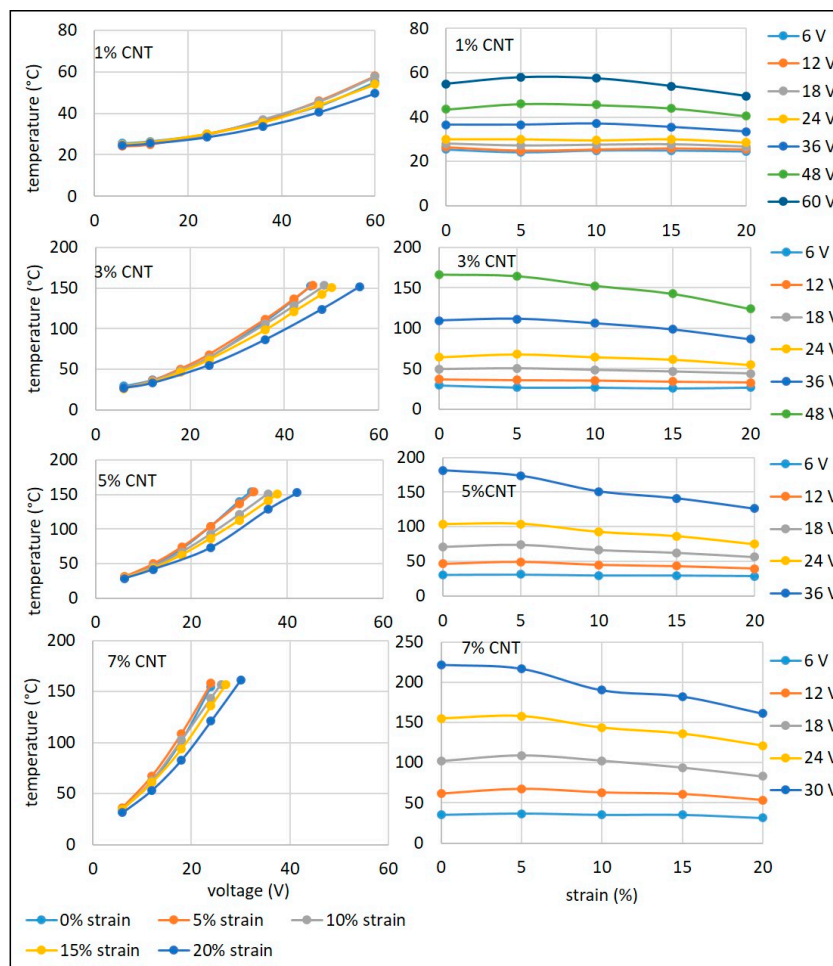 1% CNT
temperature (°C)
80
60
40
20
0
0 20 40 60
1% CNT
80
60
40
20
0
0 5 10 15 20
6 V
12 V
18 V
24 V
36 V
48 V
60 V
3% CNT
temperature (°C)
200
150
100
50
0
0 20 40 60
3% CNT
200
150
100
50
0
0 5 10 15 20
6 V
12 V
18 V
24 V
36 V
48 V
5% CNT
temperature (°C)
200
150
100
50
0
0 20 40 60
5%CNT
200
150
100
50
0
0 5 10 15 20
6 V
12 V
18 V
24 V
36 V
7% CNT
temperature (°C)
200
150
100
50
0
0 20 40 60
voltage (V)
7% CNT
250
200
150
100
50
0
0 5 10 15 20
strain (%)
6 V
12 V
18 V
24 V
30 V
0% strain 5% strain 10% strain
15% strain 20% strain